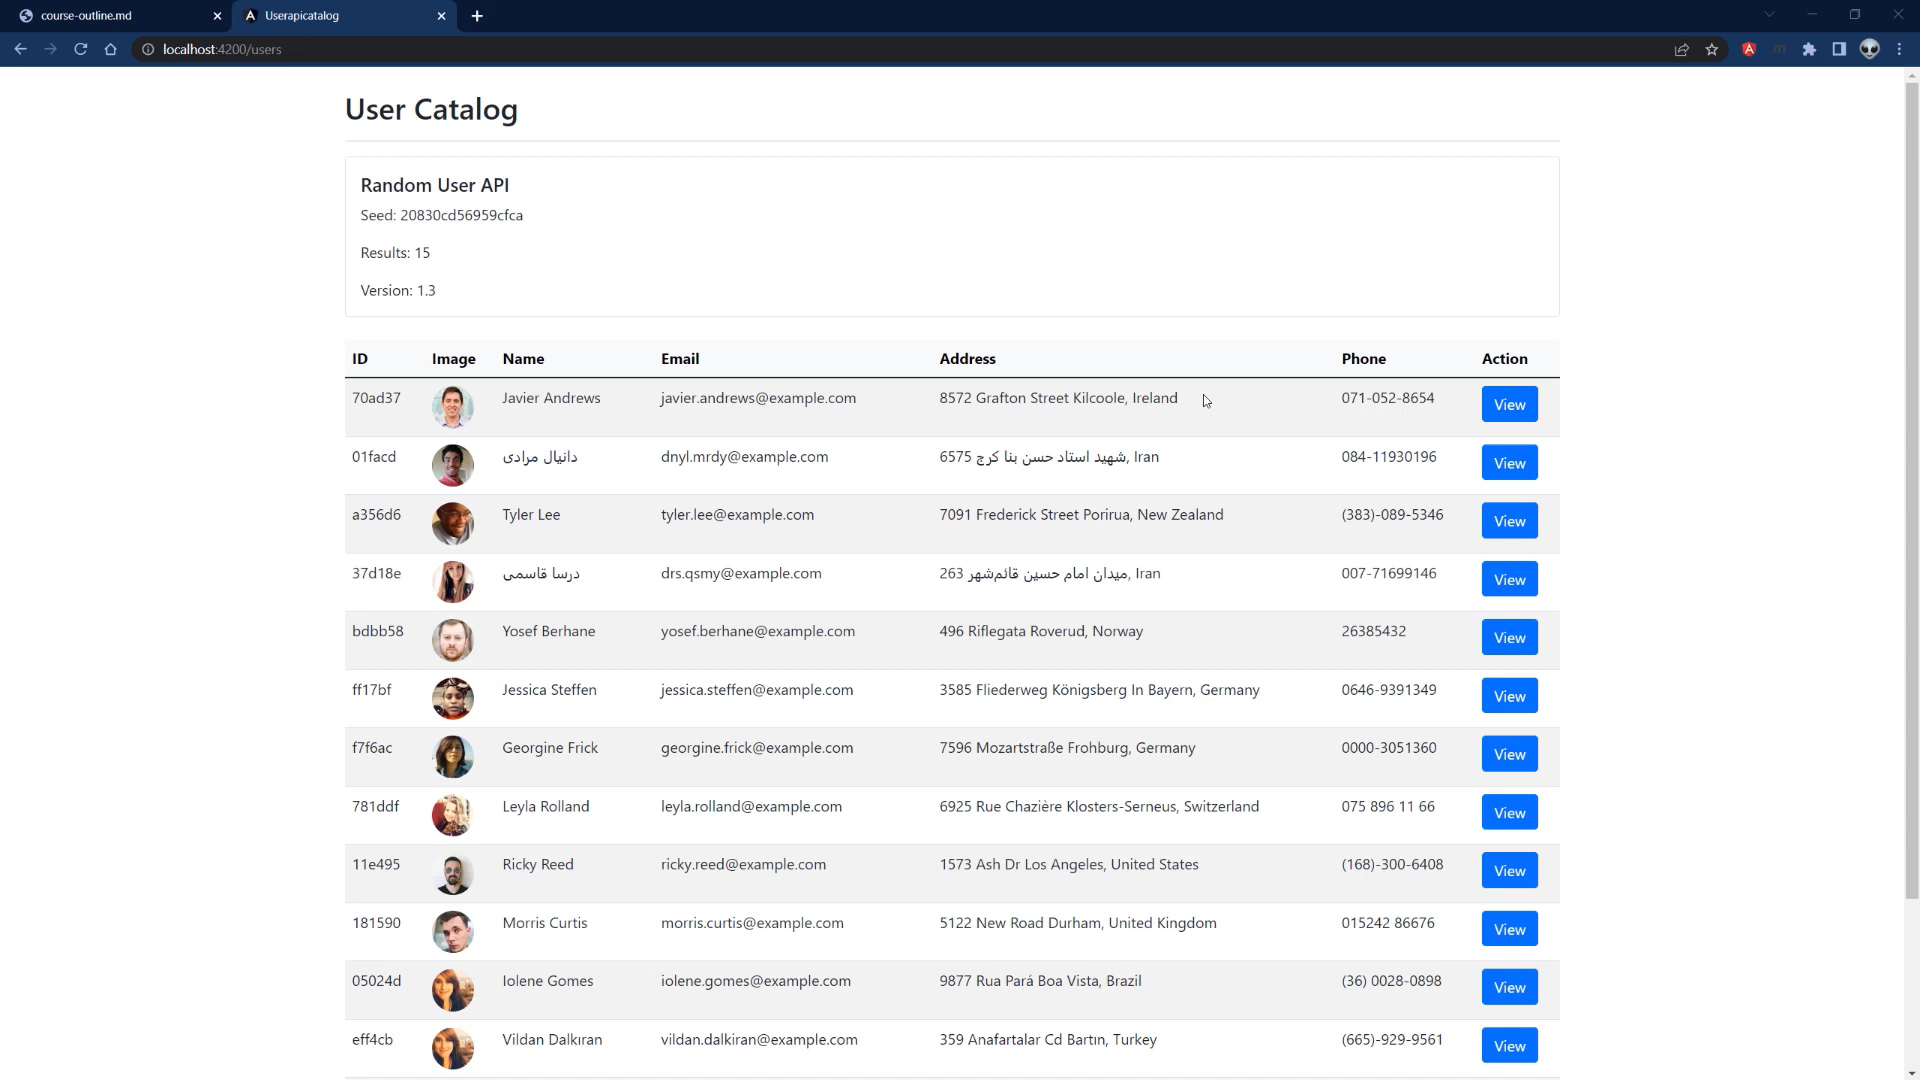 course-outline.md
Userapicatalog
localhost:4200/users
User Catalog
Random User API
Seed: 20830cd56959cfca
Results: 15
Version: 1.3
ID Image Name Email Address Phone Action
70ad37 Javier Andrews javier.andrews@example.com 8572 Grafton Street Kilcoole, Ireland 071-052-8654 View
01facd دانیال مرادی dnyl.mrdy@example.com 6575 شهید استاد حسن بنا کرج, Iran 084-11930196 View
a356d6 Tyler Lee tyler.lee@example.com 7091 Frederick Street Porirua, New Zealand (383)-089-5346 View
37d18e درسا قاسمی drs.qsmy@example.com 263 میدان امام حسین قائم‌شهر, Iran 007-71699146 View
bdbb58 Yosef Berhane yosef.berhane@example.com 496 Riflegata Roverud, Norway 26385432 View
ff17bf Jessica Steffen jessica.steffen@example.com 3585 Fliederweg Königsberg In Bayern, Germany 0646-9391349 View
f7f6ac Georgine Frick georgine.frick@example.com 7596 Mozartstraße Frohburg, Germany 0000-3051360 View
781ddf Leyla Rolland leyla.rolland@example.com 6925 Rue Chazière Klosters-Serneus, Switzerland 075 896 11 66 View
11e495 Ricky Reed ricky.reed@example.com 1573 Ash Dr Los Angeles, United States (168)-300-6408 View
181590 Morris Curtis morris.curtis@example.com 5122 New Road Durham, United Kingdom 015242 86676 View
05024d Iolene Gomes iolene.gomes@example.com 9877 Rua Pará Boa Vista, Brazil (36) 0028-0898 View
eff4cb Vildan Dalkıran vildan.dalkiran@example.com 359 Anafartalar Cd Bartın, Turkey (665)-929-9561 View